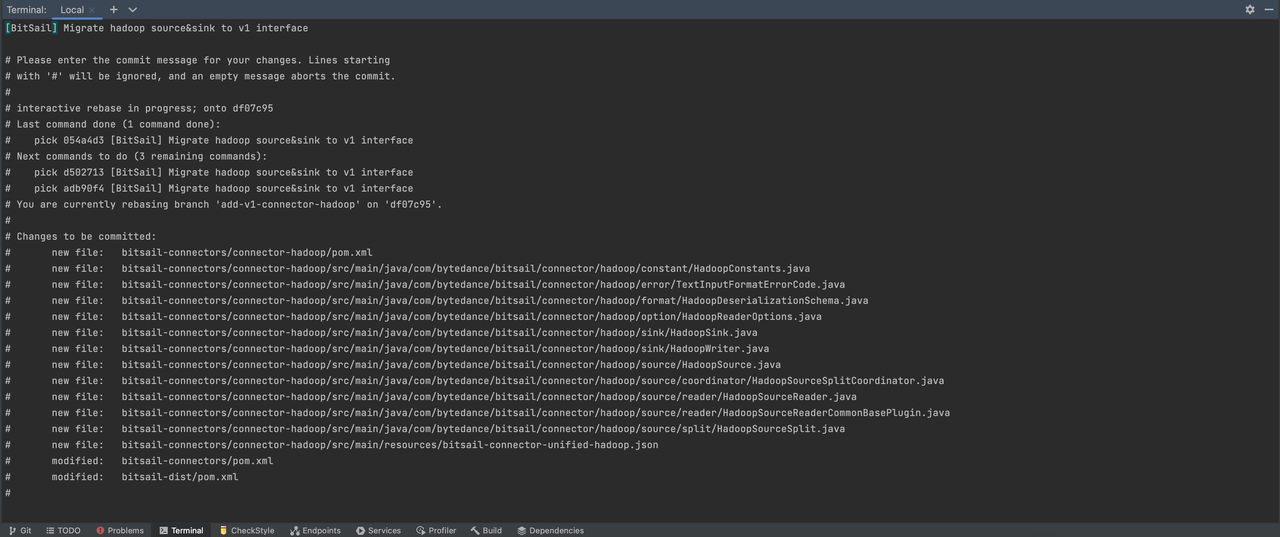 Terminal: Local × + 
[BitSail] Migrate hadoop source&sink to v1 interface
# Please enter the commit message for your changes. Lines starting
# with '#' will be ignored, and an empty message aborts the commit.
#
# interactive rebase in progress; onto df07c95
# Last command done (1 command done):
#    pick 054a4d3 [BitSail] Migrate hadoop source&sink to v1 interface
# Next commands to do (3 remaining commands):
#    pick d502713 [BitSail] Migrate hadoop source&sink to v1 interface
#    pick adb90f4 [BitSail] Migrate hadoop source&sink to v1 interface
# You are currently rebasing branch 'add-v1-connector-hadoop' on 'df07c95'.
#
# Changes to be committed:
#       new file:   bitsail-connectors/connector-hadoop/pom.xml
#       new file:   bitsail-connectors/connector-hadoop/src/main/java/com/bytedance/bitsail/connector/hadoop/constant/HadoopConstants.java
#       new file:   bitsail-connectors/connector-hadoop/src/main/java/com/bytedance/bitsail/connector/hadoop/error/TextInputFormatErrorCode.java
#       new file:   bitsail-connectors/connector-hadoop/src/main/java/com/bytedance/bitsail/connector/hadoop/format/HadoopDeserializationSchema.java
#       new file:   bitsail-connectors/connector-hadoop/src/main/java/com/bytedance/bitsail/connector/hadoop/option/HadoopReaderOptions.java
#       new file:   bitsail-connectors/connector-hadoop/src/main/java/com/bytedance/bitsail/connector/hadoop/sink/HadoopSink.java
#       new file:   bitsail-connectors/connector-hadoop/src/main/java/com/bytedance/bitsail/connector/hadoop/sink/HadoopWriter.java
#       new file:   bitsail-connectors/connector-hadoop/src/main/java/com/bytedance/bitsail/connector/hadoop/source/HadoopSource.java
#       new file:   bitsail-connectors/connector-hadoop/src/main/java/com/bytedance/bitsail/connector/hadoop/source/coordinator/HadoopSourceSplitCoordinator.java
#       new file:   bitsail-connectors/connector-hadoop/src/main/java/com/bytedance/bitsail/connector/hadoop/source/reader/HadoopSourceReader.java
#       new file:   bitsail-connectors/connector-hadoop/src/main/java/com/bytedance/bitsail/connector/hadoop/source/reader/HadoopSourceReaderCommonBasePlugin.java
#       new file:   bitsail-connectors/connector-hadoop/src/main/java/com/bytedance/bitsail/connector/hadoop/source/split/HadoopSourceSplit.java
#       new file:   bitsail-connectors/connector-hadoop/src/main/resources/bitsail-connector-unified-hadoop.json
#       modified:   bitsail-connectors/pom.xml
#       modified:   bitsail-dist/pom.xml
#
Git TODO Problems Terminal CheckStyle Endpoints Services Profiler Build Dependencies